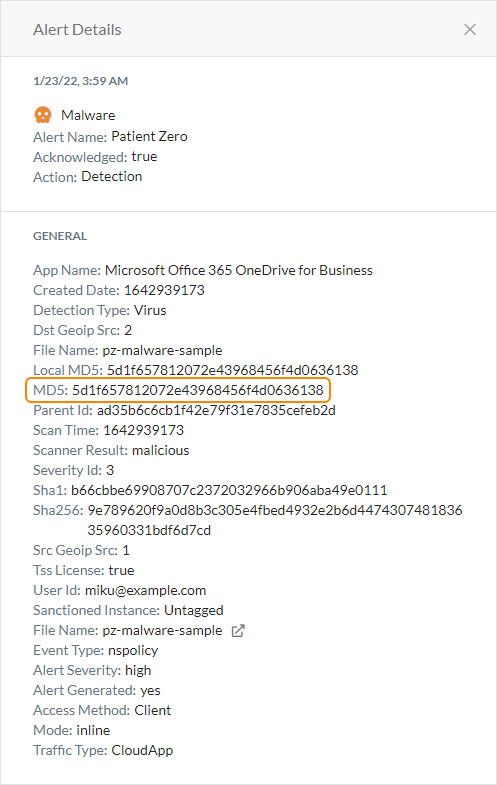 Alert Details
1/23/22, 3:59 AM
Malware
Alert Name: Patient Zero
Acknowledged: true
Action: Detection
GENERAL
App Name: Microsoft Office 365 OneDrive for Business
Created Date: 1642939173
Detection Type: Virus
Dst Geoip Src: 2
File Name: pz-malware-sample
Local MD5: 5d1f657812072e43968456f4d0636138
MD5: 5d1f657812072e43968456f4d0636138
Parent Id: ad35b6c6cb1f42e79f31e7835cefeb2d
Scan Time: 1642939173
Scanner Result: malicious
Severity Id: 3
Sha1: b66cbbe69908707c2372032966b906aba49e0111
Sha256: 9e789620f9a0d8b3c305e4fbed4932e2b6d4474307481836
35960331bdf6d7cd
Src Geoip Src: 1
Tss License: true
User Id: miku@example.com
Sanctioned Instance: Untagged
File Name: pz-malware-sample
Event Type: nspolicy
Alert Severity: high
Alert Generated: yes
Access Method: Client
Mode: inline
Traffic Type: CloudApp